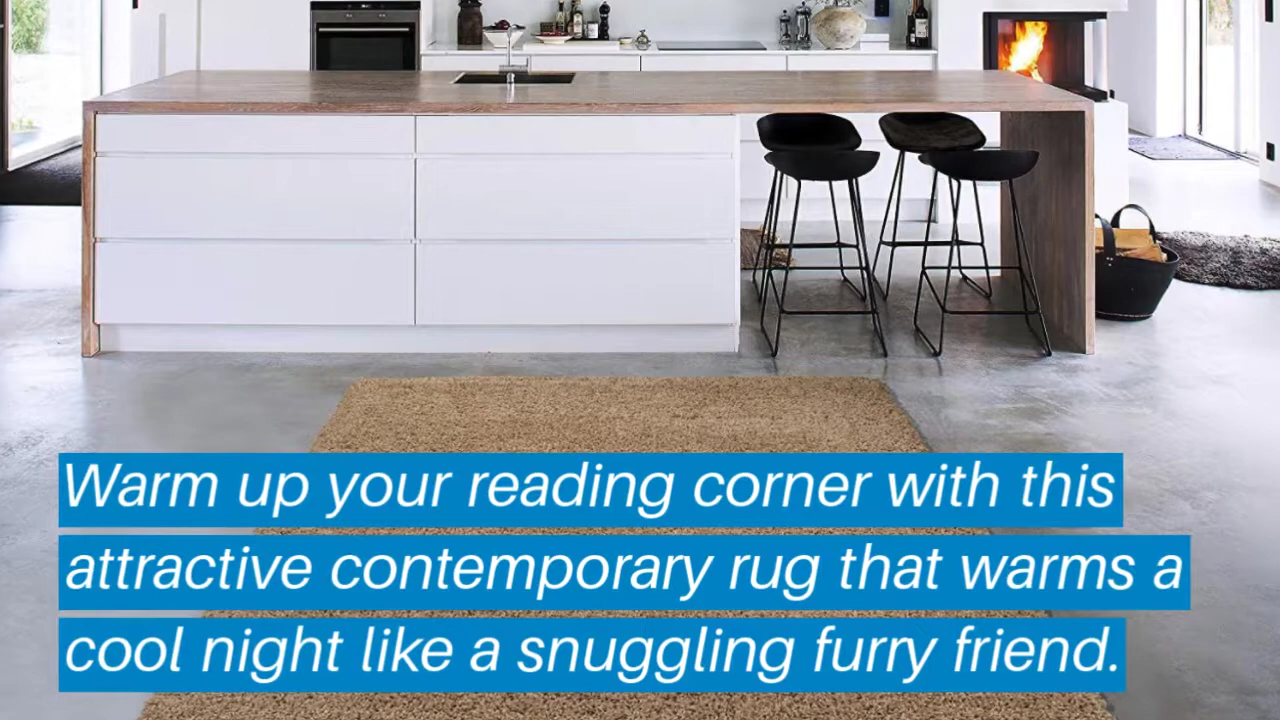 Warm up your reading corner with this
attractive contemporary rug that warms a
cool night like a snuggling furry friend.